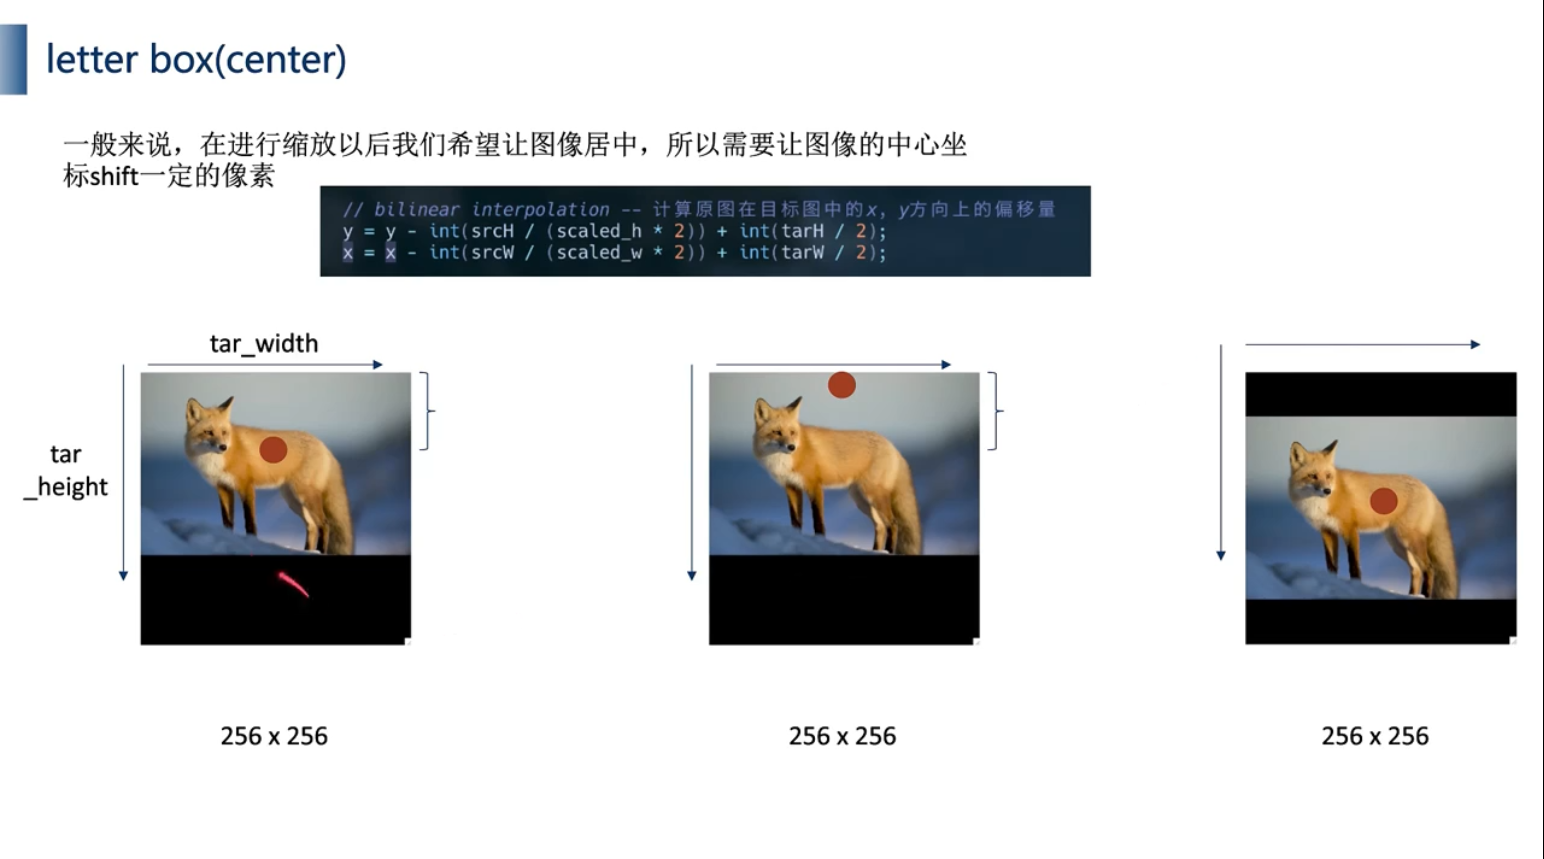 letter box(center)
一般来说，在进行缩放以后我们希望让图像居中，所以需要让图像的中心坐
标shift一定的像素
// bilinear interpolation -- 计算原图在目标图中的x, y方向上的偏移量
y = y - int(srcH / (scaled_h * 2)) + int(tarH / 2);
x = x - int(srcW / (scaled_w * 2)) + int(tarW / 2);
tar_width
tar
_height
256 x 256
256 x 256
256 x 256